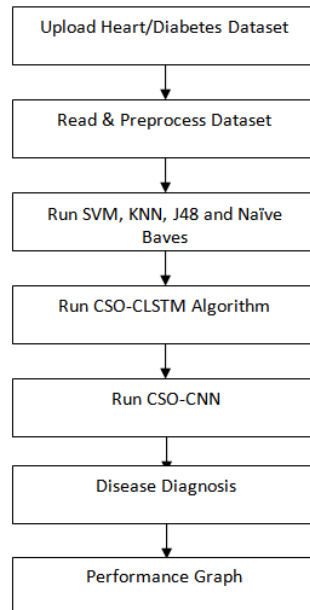 Upload Heart/Diabetes Dataset
Read & Preprocess Dataset
Run SVM, KNN, J48 and Naïve
Baves
Run CSO-CLSTM Algorithm
Run CSO-CNN
Disease Diagnosis
Performance Graph